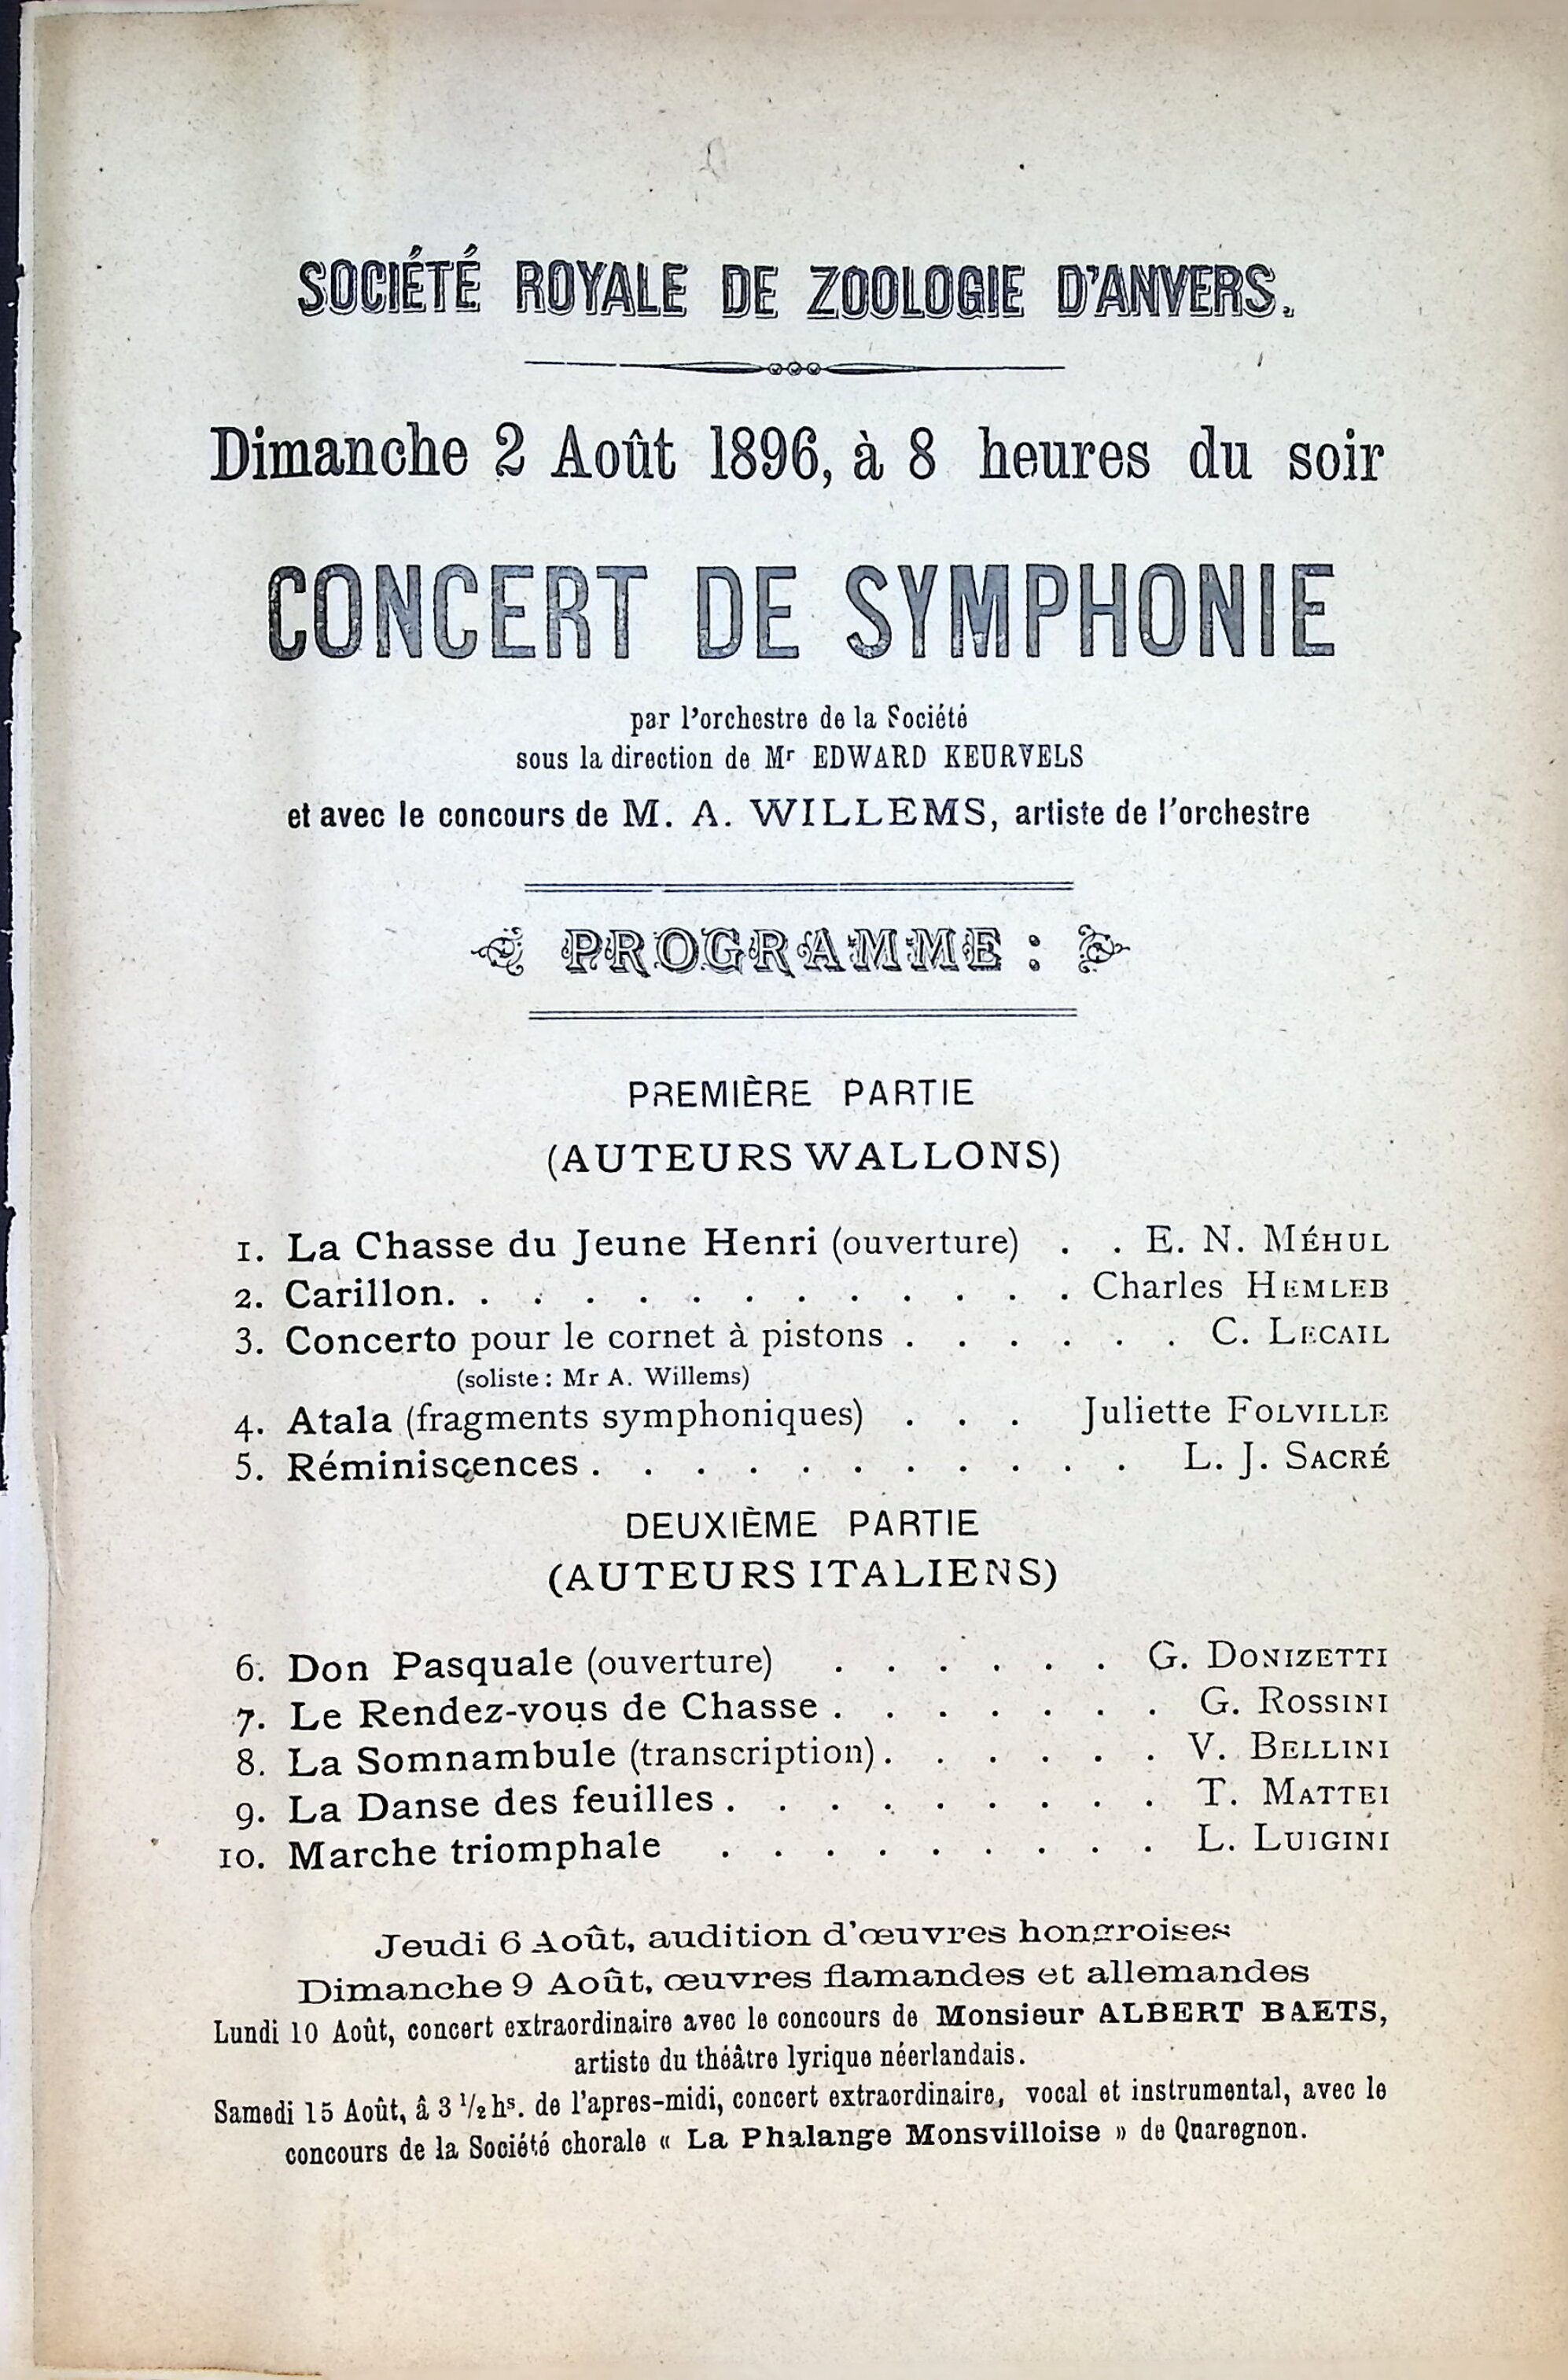 SOCIÉTÉ ROYALE DE ZOOLOGIE D'ANVERS.
Dimanche 2 Août 1896, à 8 heures du soir
CONCERT DE SYMPHONIE
par l'orchestre de la Société
sous la direction de Mr EDWARD KEURVELS
et avec le concours de M. A. WILLEMS, artiste de l'orchestre
PROGRAMME :
PREMIÈRE PARTIE
(AUTEURS WALLONS)
1. La Chasse du Jeune Henri (ouverture) . . E. N. MÉHUL
2. Carillon. . . . . . . . . . . . . Charles HEMLEB
3. Concerto pour le cornet à pistons . . . . . . C. LECAIL
(soliste : Mr A. Willems)
4. Atala (fragments symphoniques) . . . Juliette FOLVILLE
5. Réminiscences . . . . . . . . . . . L. J. SACRÉ
DEUXIÈME PARTIE
(AUTEURS ITALIENS)
6. Don Pasquale (ouverture) . . . . . . G. DONIZETTI
7. Le Rendez-vous de Chasse . . . . . . . G. ROSSINI
8. La Somnambule (transcription) . . . . . . V. BELLINI
9. La Danse des feuilles . . . . . . . . . T. MATTEI
10. Marche triomphale . . . . . . . . . L. LUIGINI
Jeudi 6 Août, audition d'œuvres hongroises
Dimanche 9 Août, œuvres flamandes et allemandes
Lundi 10 Août, concert extraordinaire avec le concours de Monsieur ALBERT BAETS,
artiste du théâtre lyrique néerlandais.
Samedi 15 Août, â 3 1/2 hs. de l'apres-midi, concert extraordinaire, vocal et instrumental, avec le
concours de la Société chorale « La Phalange Monsvilloise » de Quaregnon.